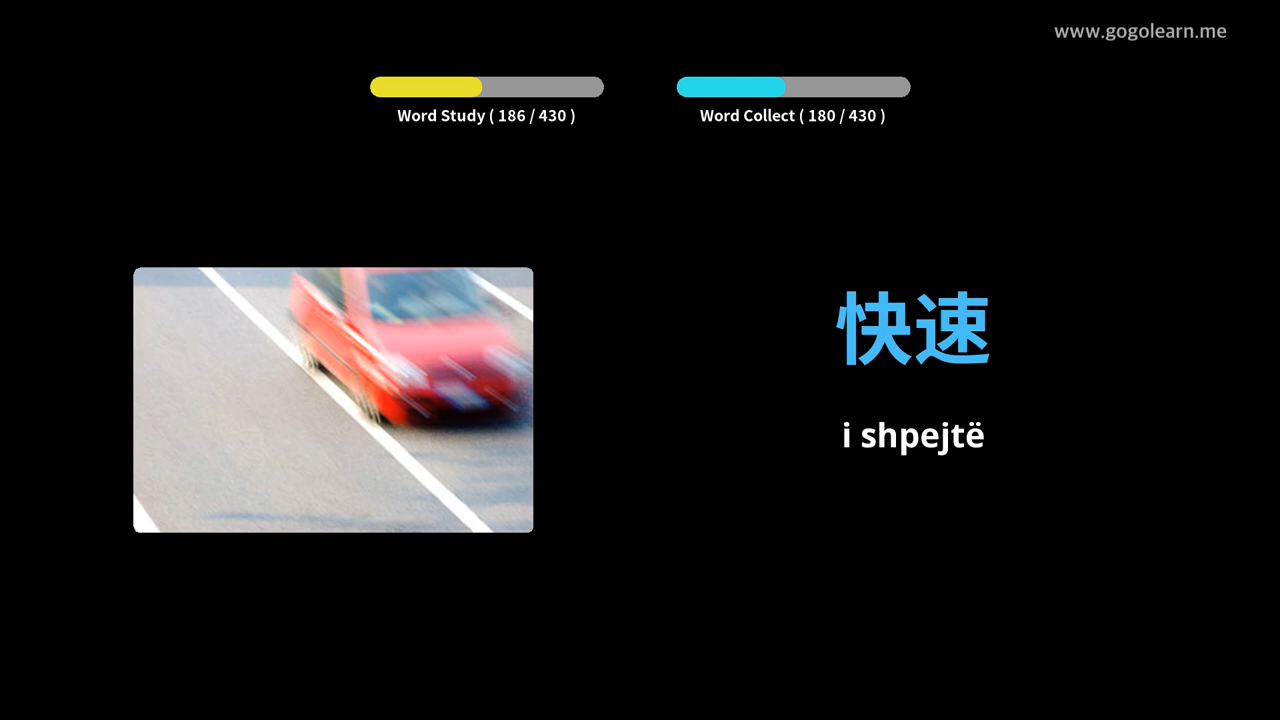 www.gogolearn.me
Word Study ( 186 / 430 )
Word Collect ( 180 / 430 )
快速
i shpejtë